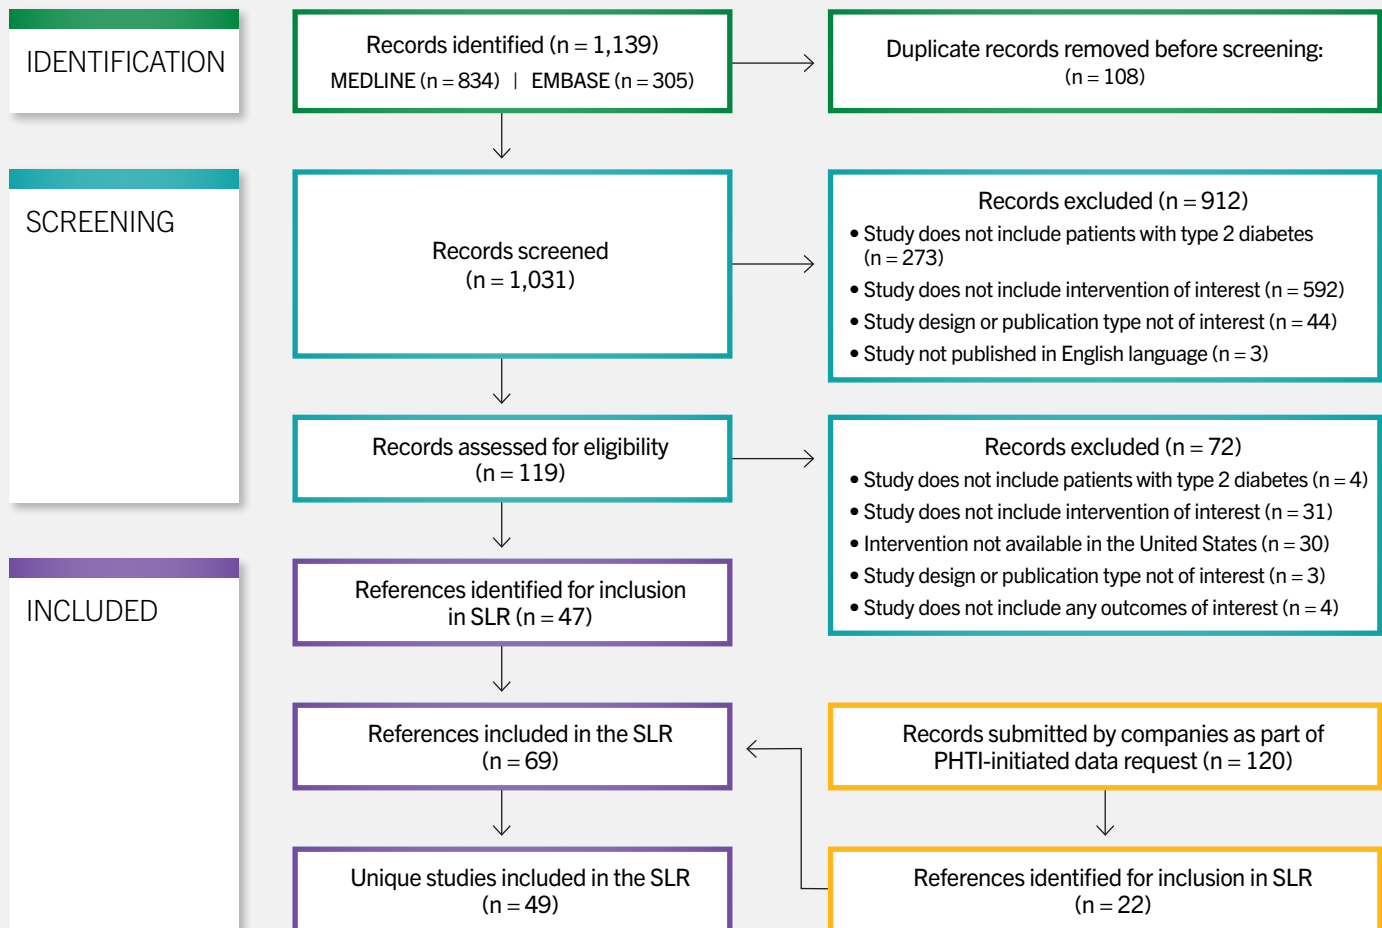 IDENTIFICATION
Records identified (n = 1,139)
MEDLINE (n = 834) | EMBASE (n = 305)
Duplicate records removed before screening:
(n = 108)
SCREENING
Records screened
(n = 1,031)
Records excluded (n = 912)
• Study does not include patients with type 2 diabetes
(n = 273)
• Study does not include intervention of interest (n = 592)
• Study design or publication type not of interest (n = 44)
• Study not published in English language (n = 3)
Records assessed for eligibility
(n = 119)
Records excluded (n = 72)
• Study does not include patients with type 2 diabetes (n = 4)
• Study does not include intervention of interest (n = 31)
• Intervention not available in the United States (n = 30)
• Study design or publication type not of interest (n = 3)
• Study does not include any outcomes of interest (n = 4)
INCLUDED
References identified for inclusion
in SLR (n = 47)
References included in the SLR
(n = 69)
Records submitted by companies as part of
PHTI-initiated data request (n = 120)
Unique studies included in the SLR
(n = 49)
References identified for inclusion in SLR
(n = 22)